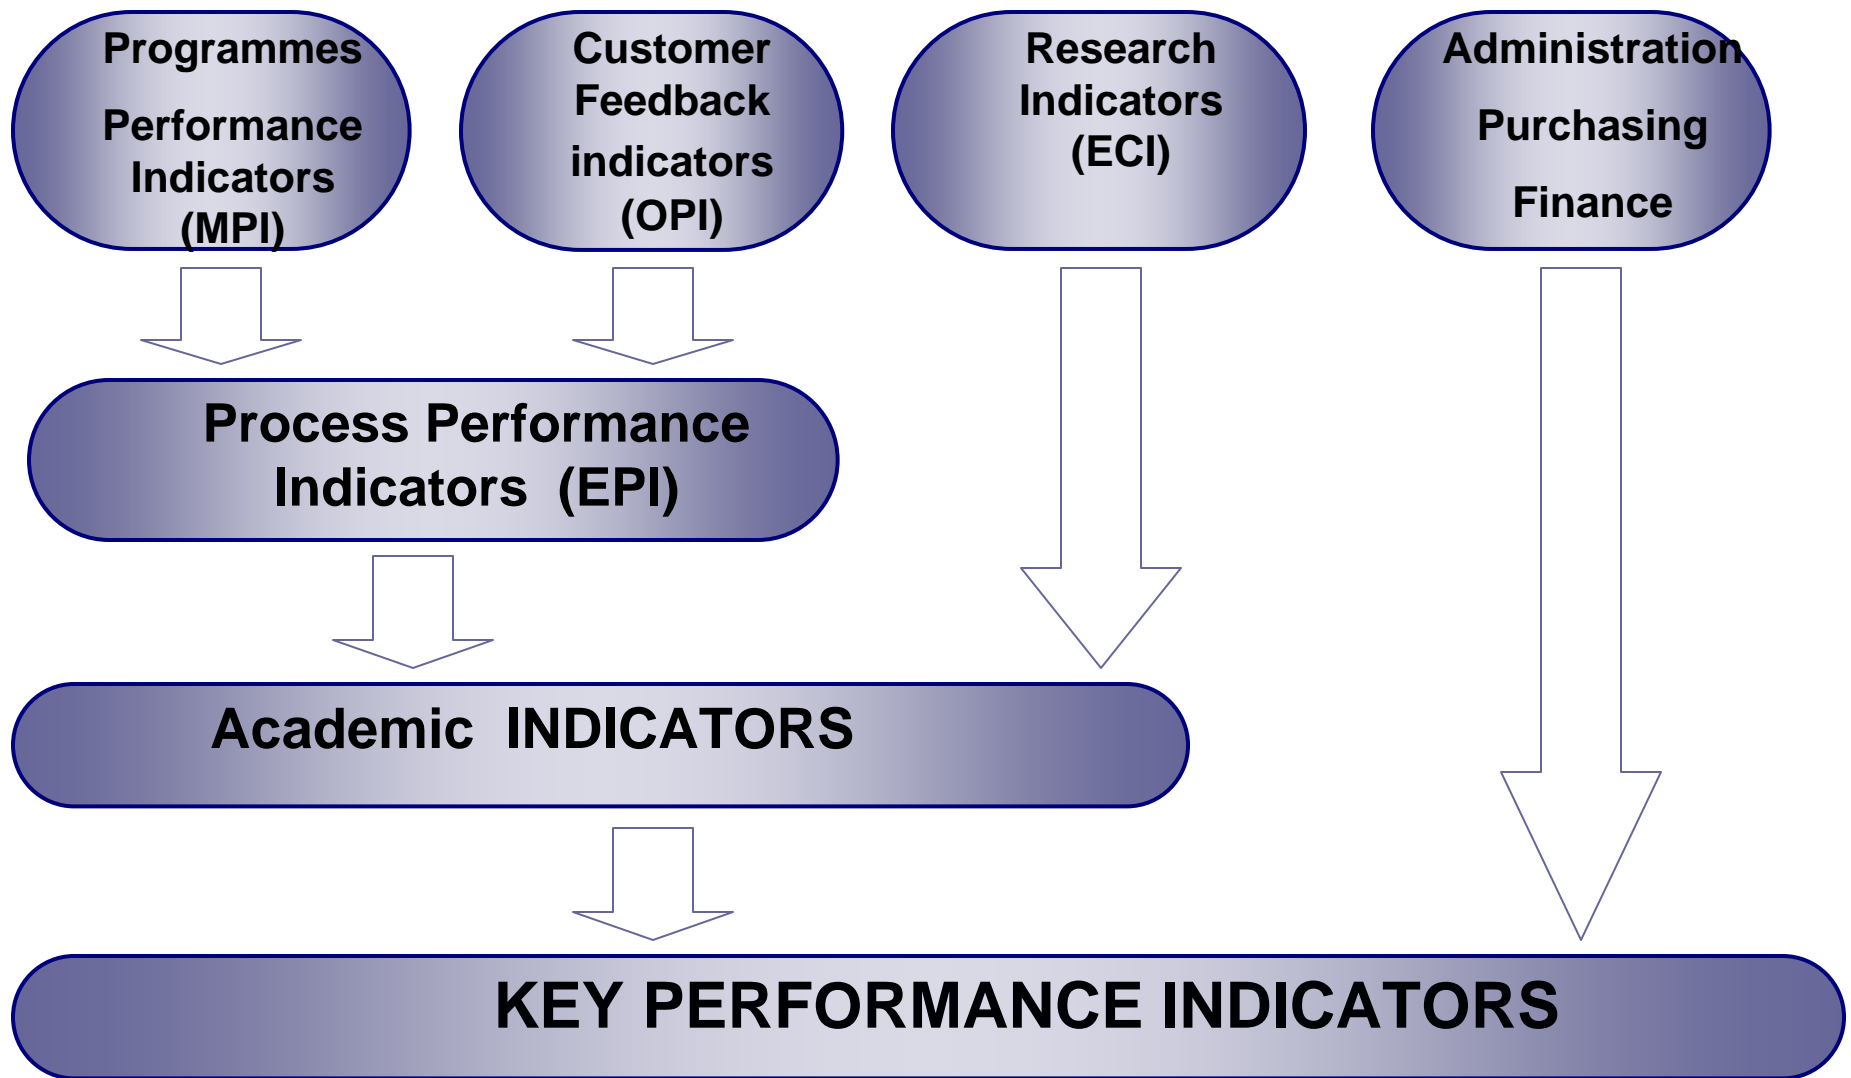 Programmes
Performance
Indicators
(MPI)
Customer
Feedback
indicators
(OPI)
Research
Indicators
(ECI)
Administration
Purchasing
Finance
Process Performance
Indicators (EPI)
Academic INDICATORS
KEY PERFORMANCE INDICATORS